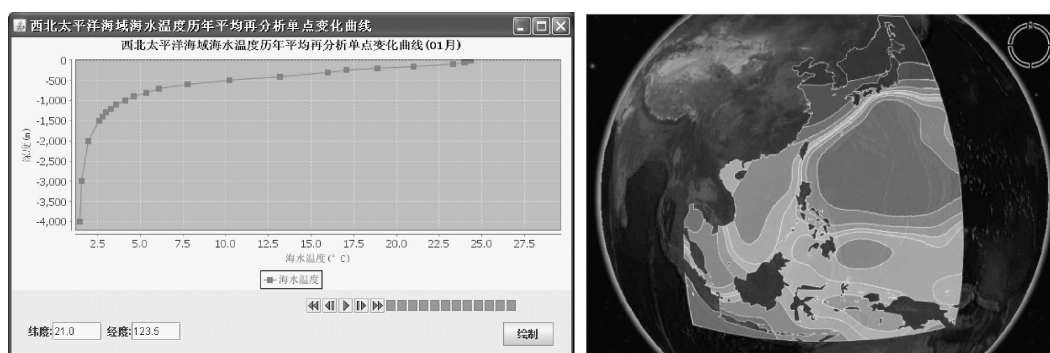 西北太平洋海域海水温度历年平均再分析单点变化曲线
西北太平洋海域海水温度历年平均再分析单点变化曲线(01月)
0
-500
-1,000
-1,500
-2,000
-2,500
-3,000
-3,500
-4,000
深度(m)
2.5 5.0 7.5 10.0 12.5 15.0 17.5 20.0 22.5 25.0 27.5
海水温度(°C)
海水温度
纬度:21.0 经度:123.5 绘制